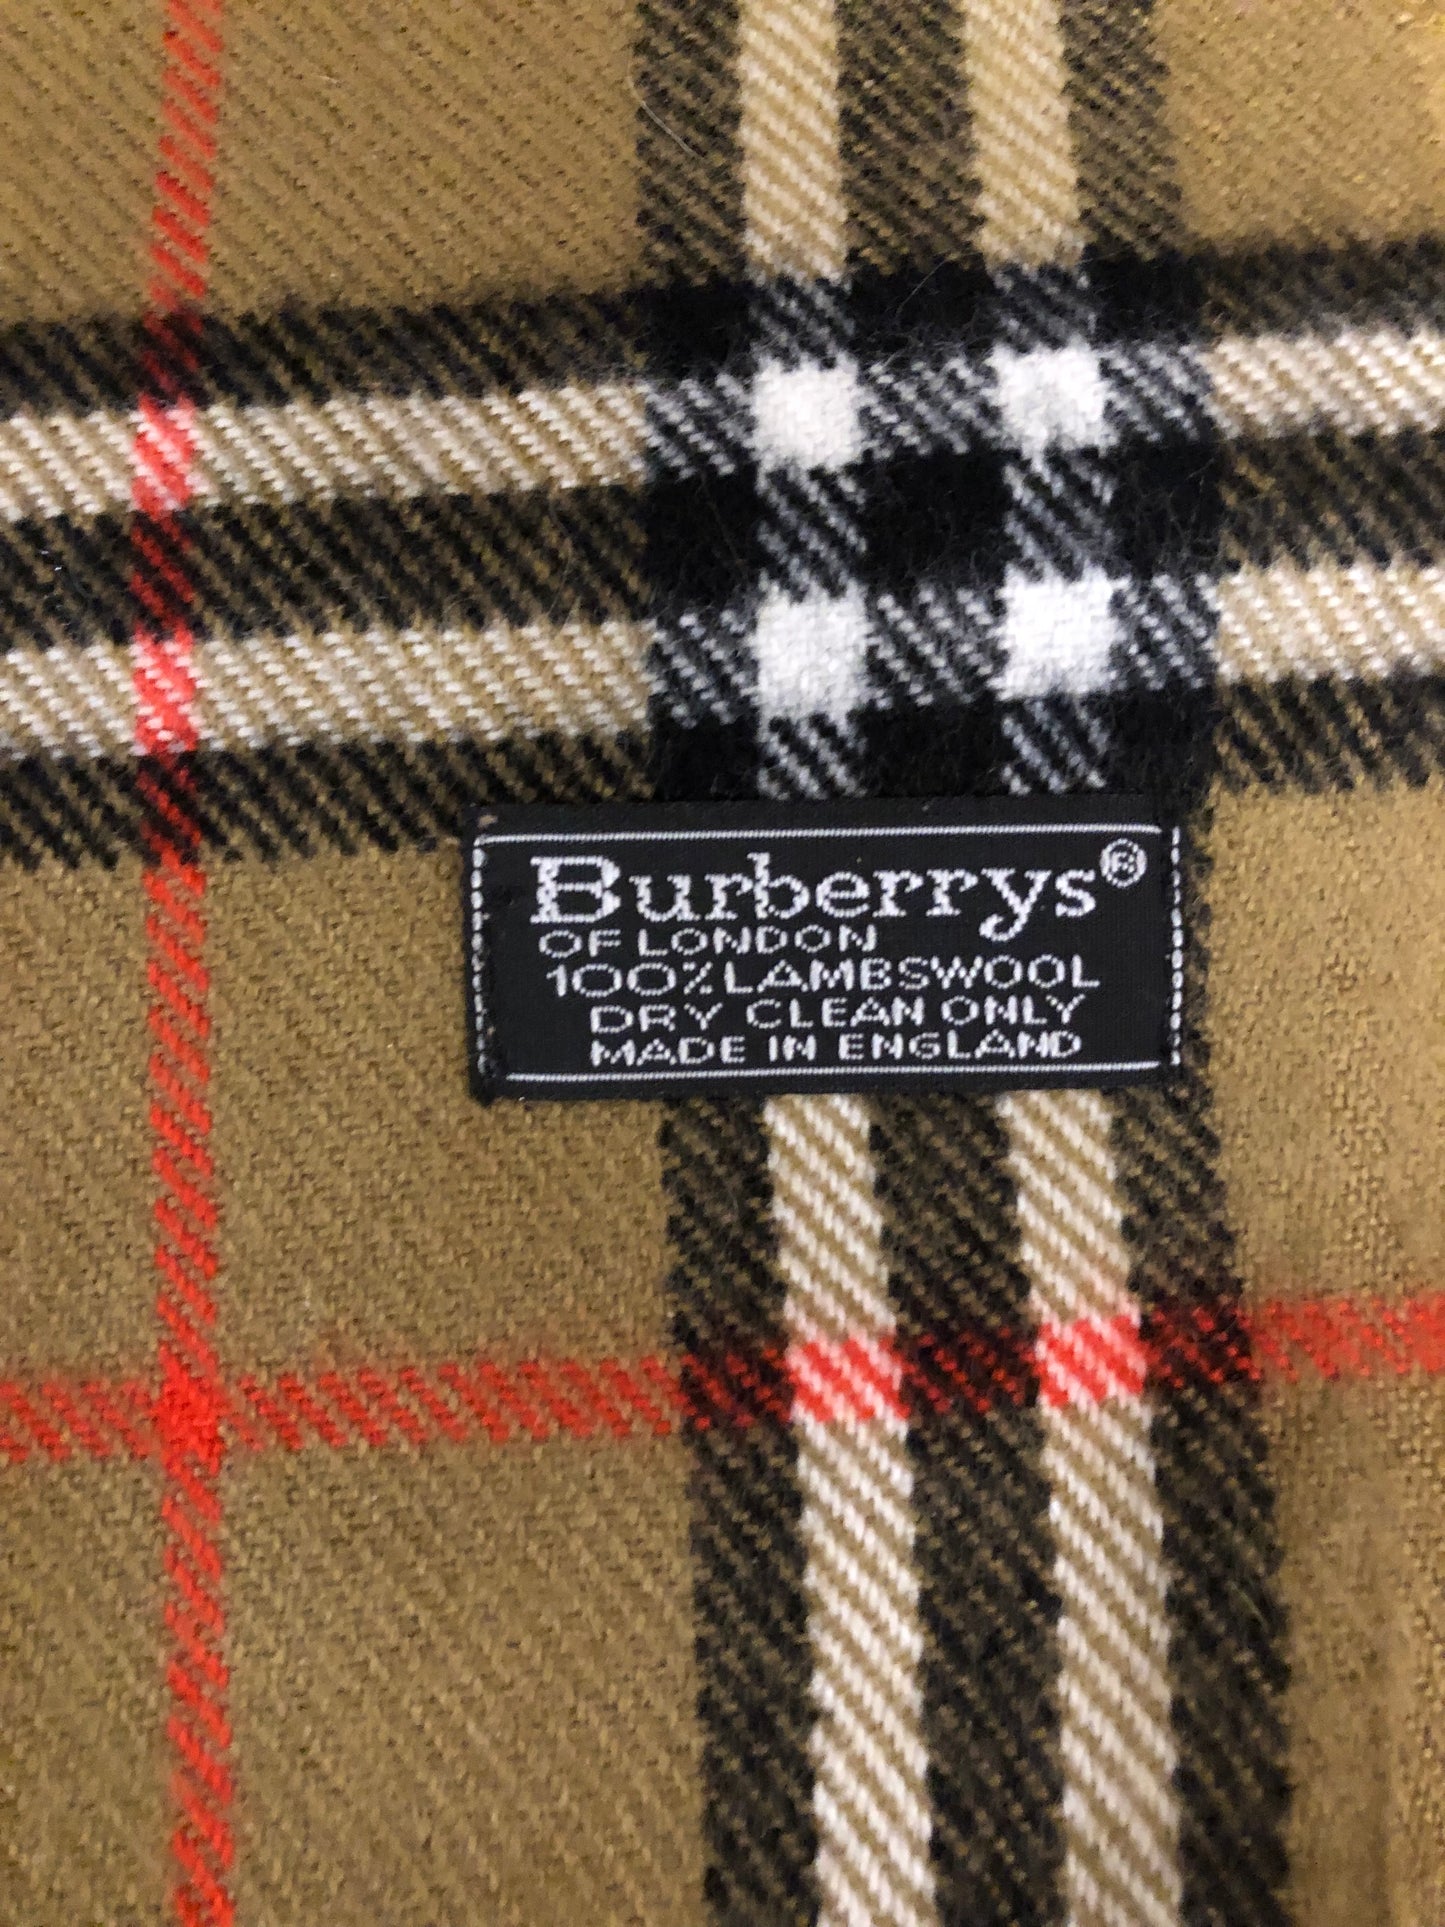 Burberrys®
OF LONDON
100% LAMBSWOOL
DRY CLEAN ONLY
MADE IN ENGLAND